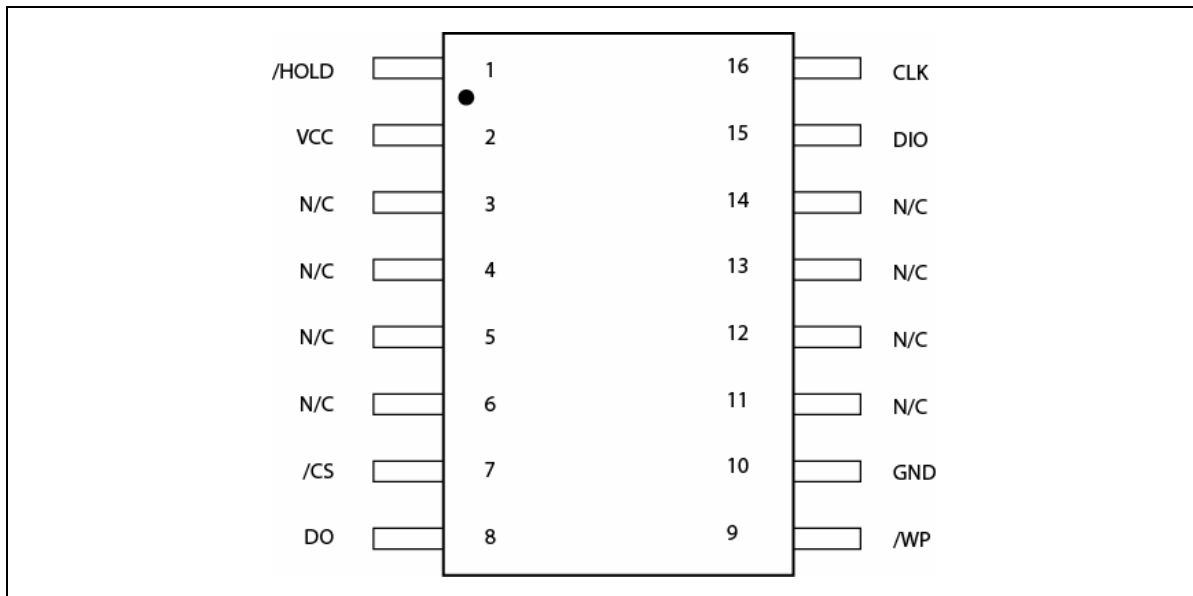 /HOLD 1 16 CLK
VCC 2 15 DIO
N/C 3 14 N/C
N/C 4 13 N/C
N/C 5 12 N/C
N/C 6 11 N/C
/CS 7 10 GND
DO 8 9 /WP